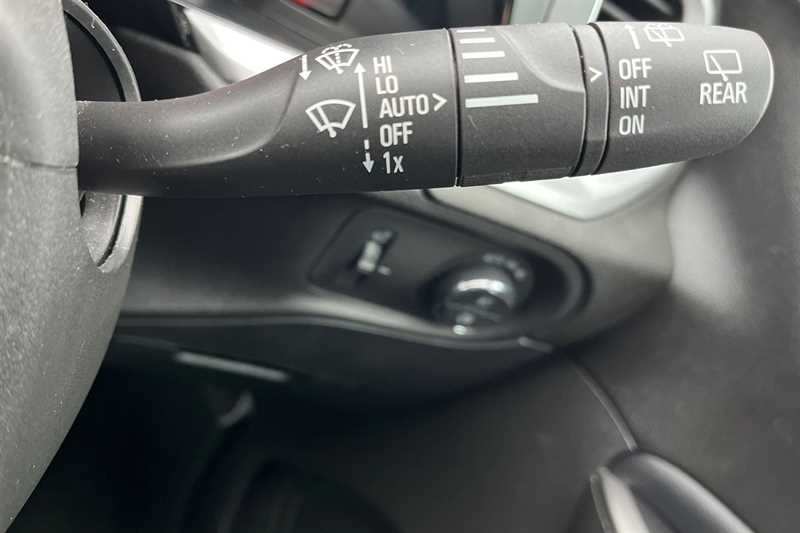 HI
LO
AUTO >
OFF
1x
>
OFF
INT
ON
REAR